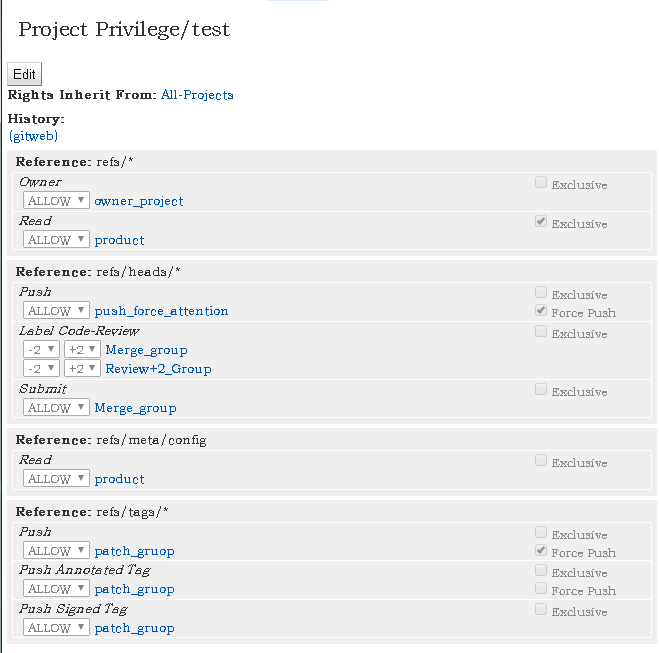 Project Privilege/test
Edit
Rights Inherit From: All-Projects
History:
(gitweb)
Reference: refs/*
Owner
Exclusive
ALLOW owner_project
Read
Exclusive
ALLOW product
Reference: refs/heads/*
Push
Exclusive
ALLOW push_force_attention
Force Push
Label Code-Review
Exclusive
-2 +2 Merge_group
-2 +2 Review+2_Group
Submit
Exclusive
ALLOW Merge_group
Reference: refs/meta/config
Read
Exclusive
ALLOW product
Reference: refs/tags/*
Push
Exclusive
ALLOW patch_gruop
Force Push
Push Annotated Tag
Exclusive
ALLOW patch_gruop
Force Push
Push Signed Tag
Exclusive
ALLOW patch_gruop